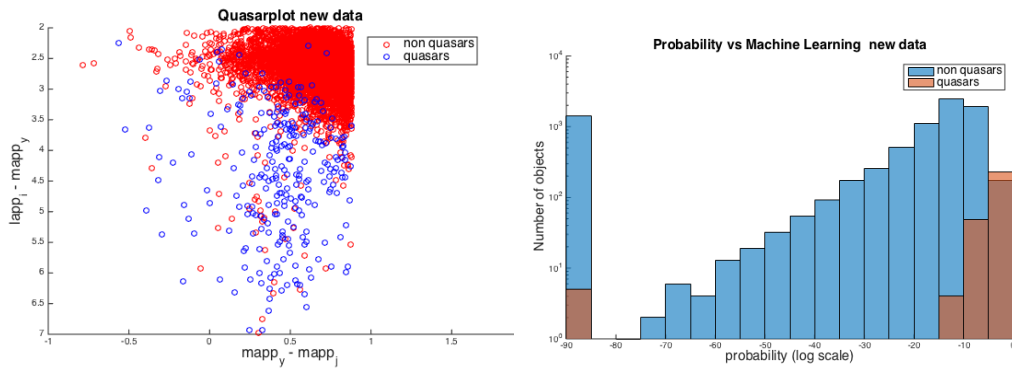 Quasarplot new data
non quasars
quasars
2
2.5
3
3.5
4
4.5
5
5.5
6
6.5
7
-1 -0.5 0 0.5 1 1.5
Iapp_i - mapp_y
mapp_y - mapp_j
Probability vs Machine Learning new data
non quasars
quasars
10^4
10^3
10^2
10^1
10^0
-90 -80 -70 -60 -50 -40 -30 -20 -10
Number of objects
probability (log scale)